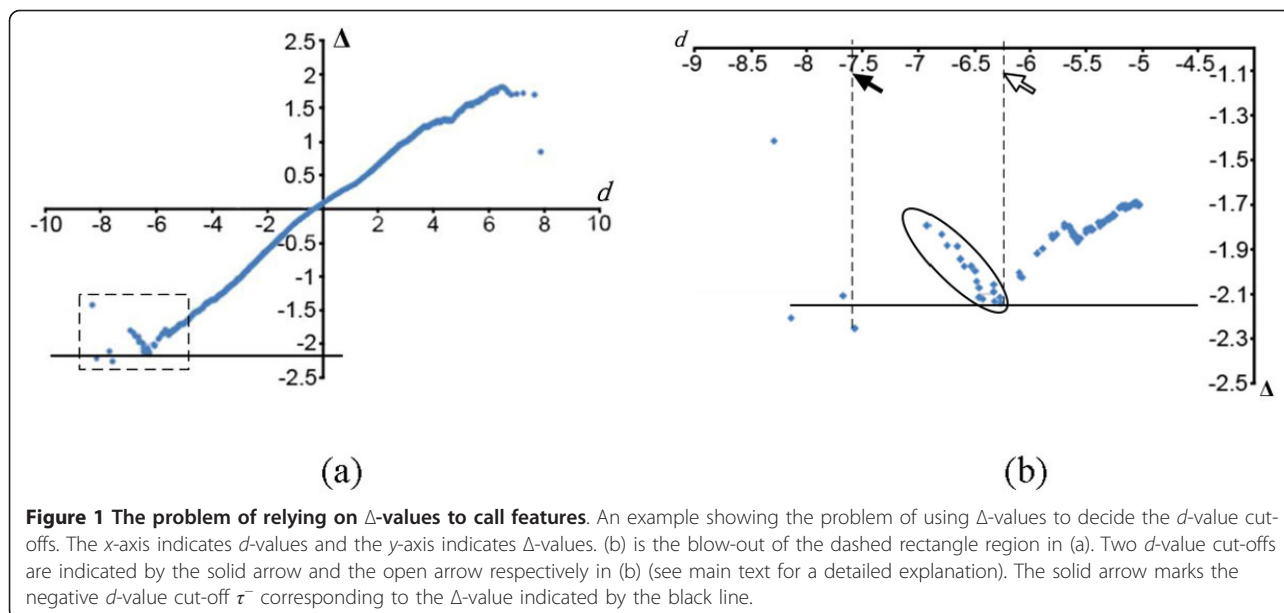 2.5
Δ
2
1.5
1
0.5
d
0
-10 -8 -6 -4 -2 0 2 4 6 8 10
-0.5
-1
-1.5
-2
-2.5
(a)
d
-9 -8.5 -8 -7.5 -7 -6.5 -6 -5.5 -5 -4.5
-1.1
-1.3
-1.5
-1.7
-1.9
-2.1
-2.3
-2.5
Δ
(b)
Figure 1 The problem of relying on Δ-values to call features. An example showing the problem of using Δ-values to decide the d-value cut-
offs. The x-axis indicates d-values and the y-axis indicates Δ-values. (b) is the blow-out of the dashed rectangle region in (a). Two d-value cut-offs
are indicated by the solid arrow and the open arrow respectively in (b) (see main text for a detailed explanation). The solid arrow marks the
negative d-value cut-off τ⁻ corresponding to the Δ-value indicated by the black line.